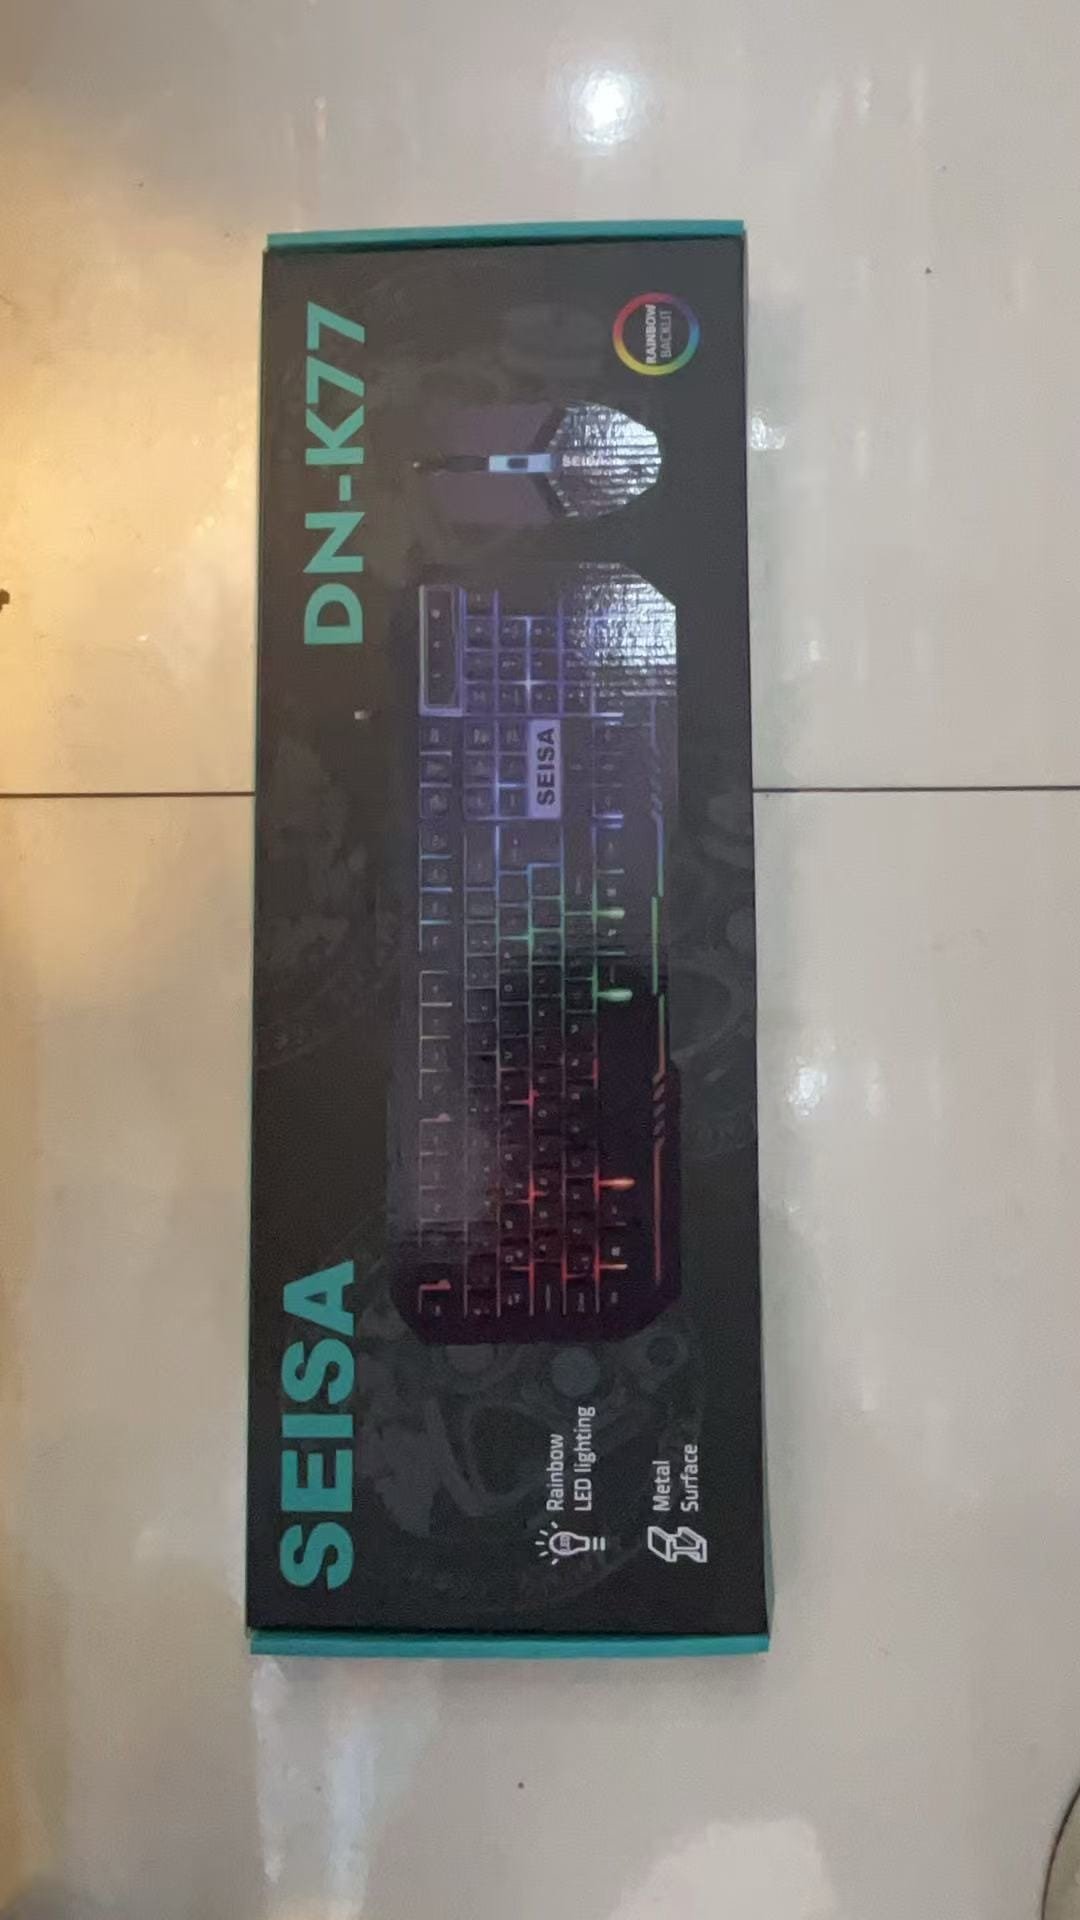 SEISA
DN-K77
RAINBOW
BACKLIT
SEISA
SEISA
Rainbow
LED lighting
Metal
Surface